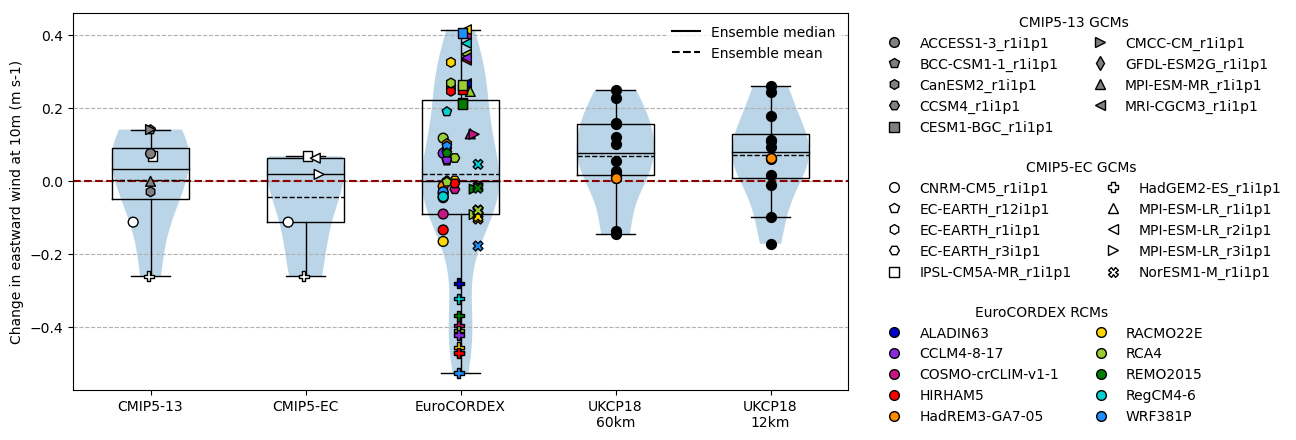 Change in eastward wind at 10m (m s-1)
0.4
0.2
0.0
−0.2
−0.4
CMIP5-13
CMIP5-EC
EuroCORDEX
UKCP18
60km
UKCP18
12km
Ensemble median
Ensemble mean
CMIP5-13 GCMs
ACCESS1-3_r1i1p1
BCC-CSM1-1_r1i1p1
CanESM2_r1i1p1
CCSM4_r1i1p1
CESM1-BGC_r1i1p1
CMCC-CM_r1i1p1
GFDL-ESM2G_r1i1p1
MPI-ESM-MR_r1i1p1
MRI-CGCM3_r1i1p1
CMIP5-EC GCMs
CNRM-CM5_r1i1p1
EC-EARTH_r12i1p1
EC-EARTH_r1i1p1
EC-EARTH_r3i1p1
IPSL-CM5A-MR_r1i1p1
HadGEM2-ES_r1i1p1
MPI-ESM-LR_r1i1p1
MPI-ESM-LR_r2i1p1
MPI-ESM-LR_r3i1p1
NorESM1-M_r1i1p1
EuroCORDEX RCMs
ALADIN63
CCLM4-8-17
COSMO-crCLIM-v1-1
HIRHAM5
HadREM3-GA7-05
RACMO22E
RCA4
REMO2015
RegCM4-6
WRF381P